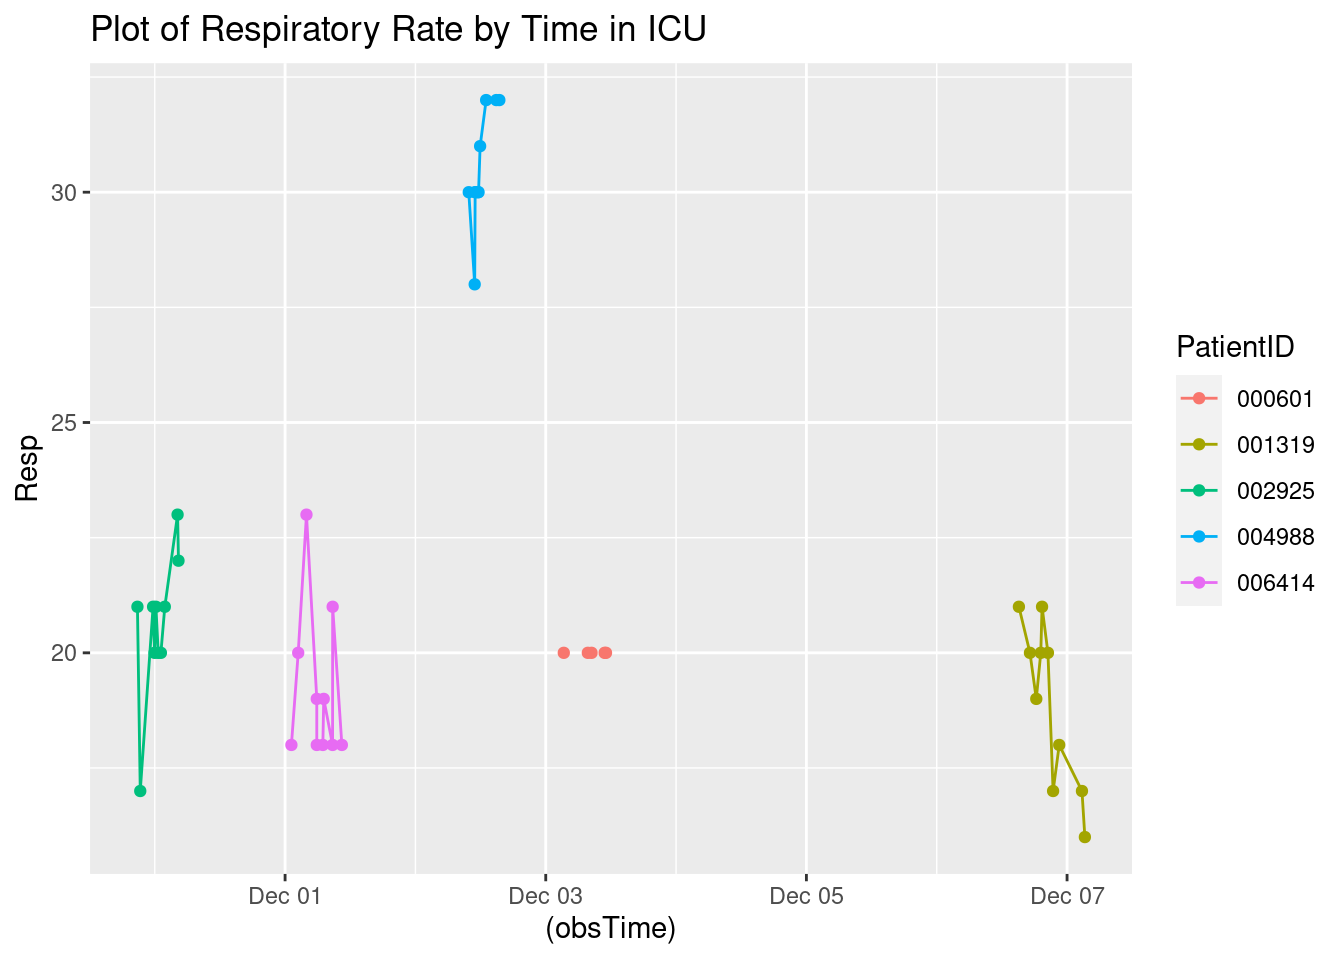 Plot of Respiratory Rate by Time in ICU
30
25
20
Resp
Dec 01
Dec 03
Dec 05
Dec 07
(obsTime)
PatientID
000601
001319
002925
004988
006414